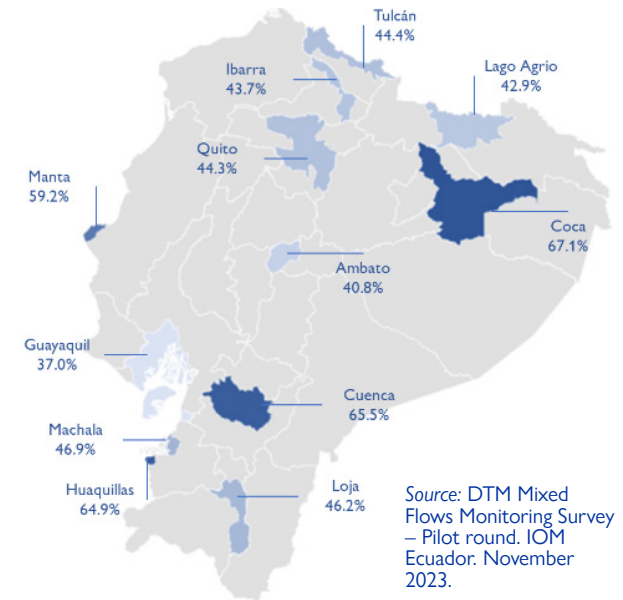 Tulcán
44.4%
Ibarra
43.7%
Lago Agrio
42.9%
Quito
44.3%
Manta
59.2%
Coca
67.1%
Ambato
40.8%
Guayaquil
37.0%
Cuenca
65.5%
Machala
46.9%
Huaquillas
64.9%
Loja
46.2%
Source: DTM Mixed
Flows Monitoring Survey
– Pilot round. IOM
Ecuador. November
2023.